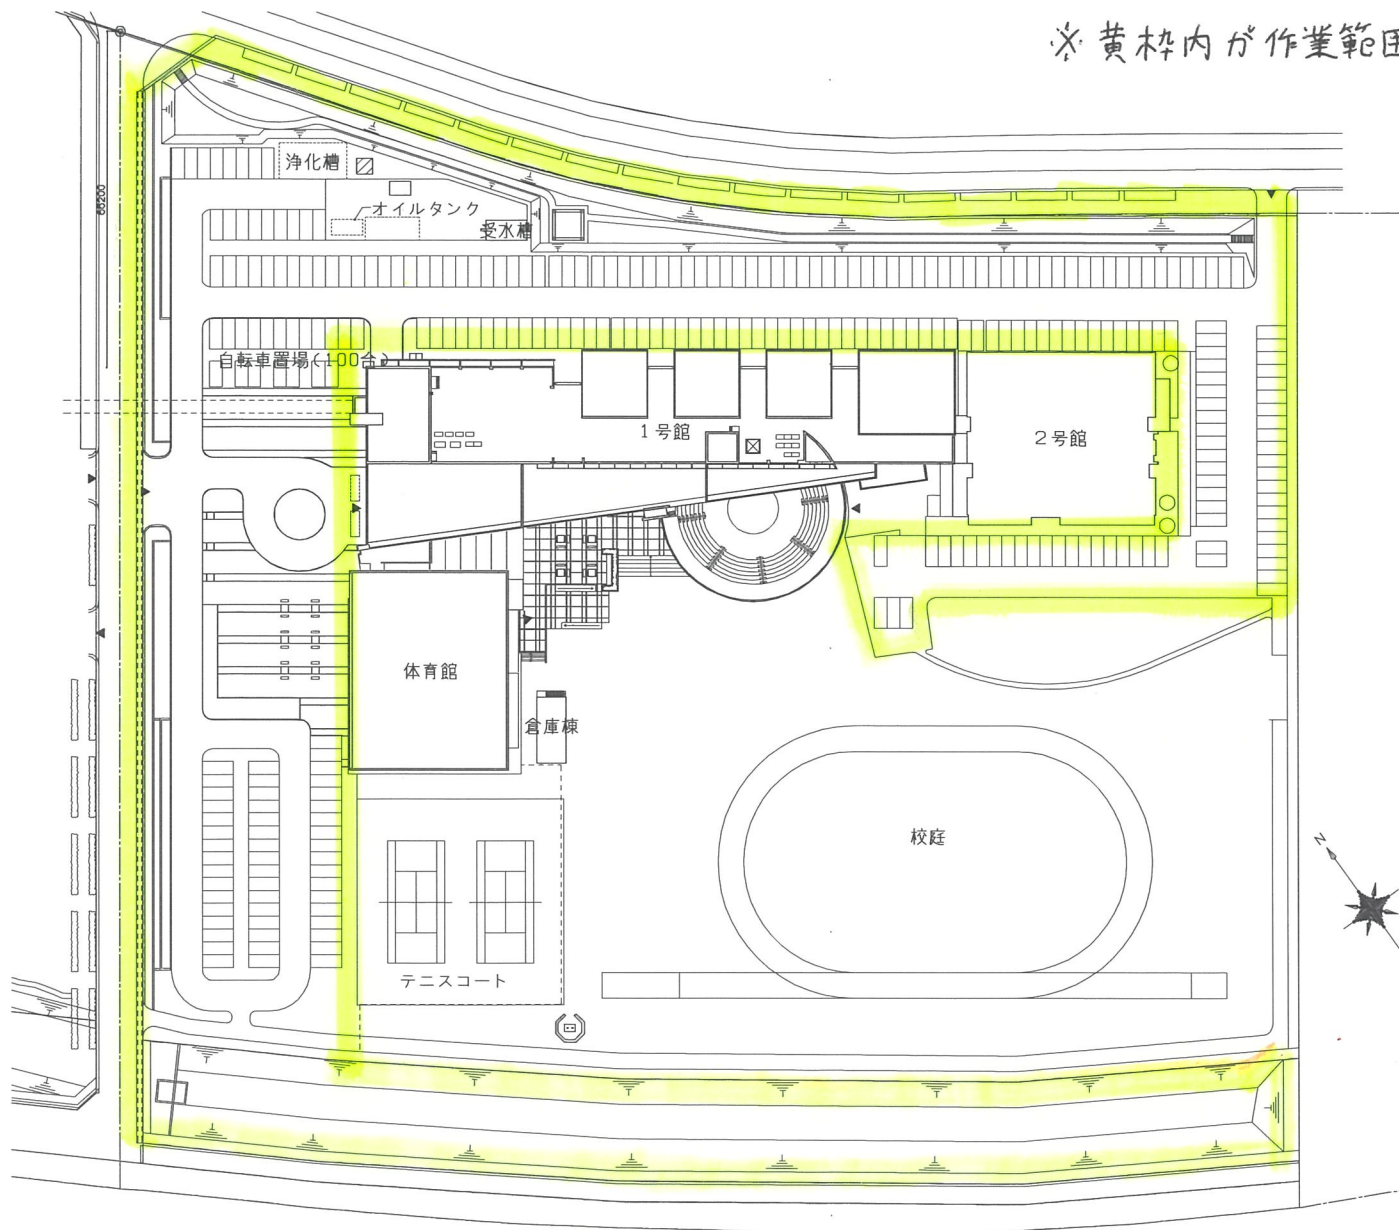 ※ 黄枠内が作業範囲
浄化槽
66200
オイルタンク
受水槽
自転車置場(100台)
1号館
2号館
体育館
倉庫棟
校庭
N
テニスコート